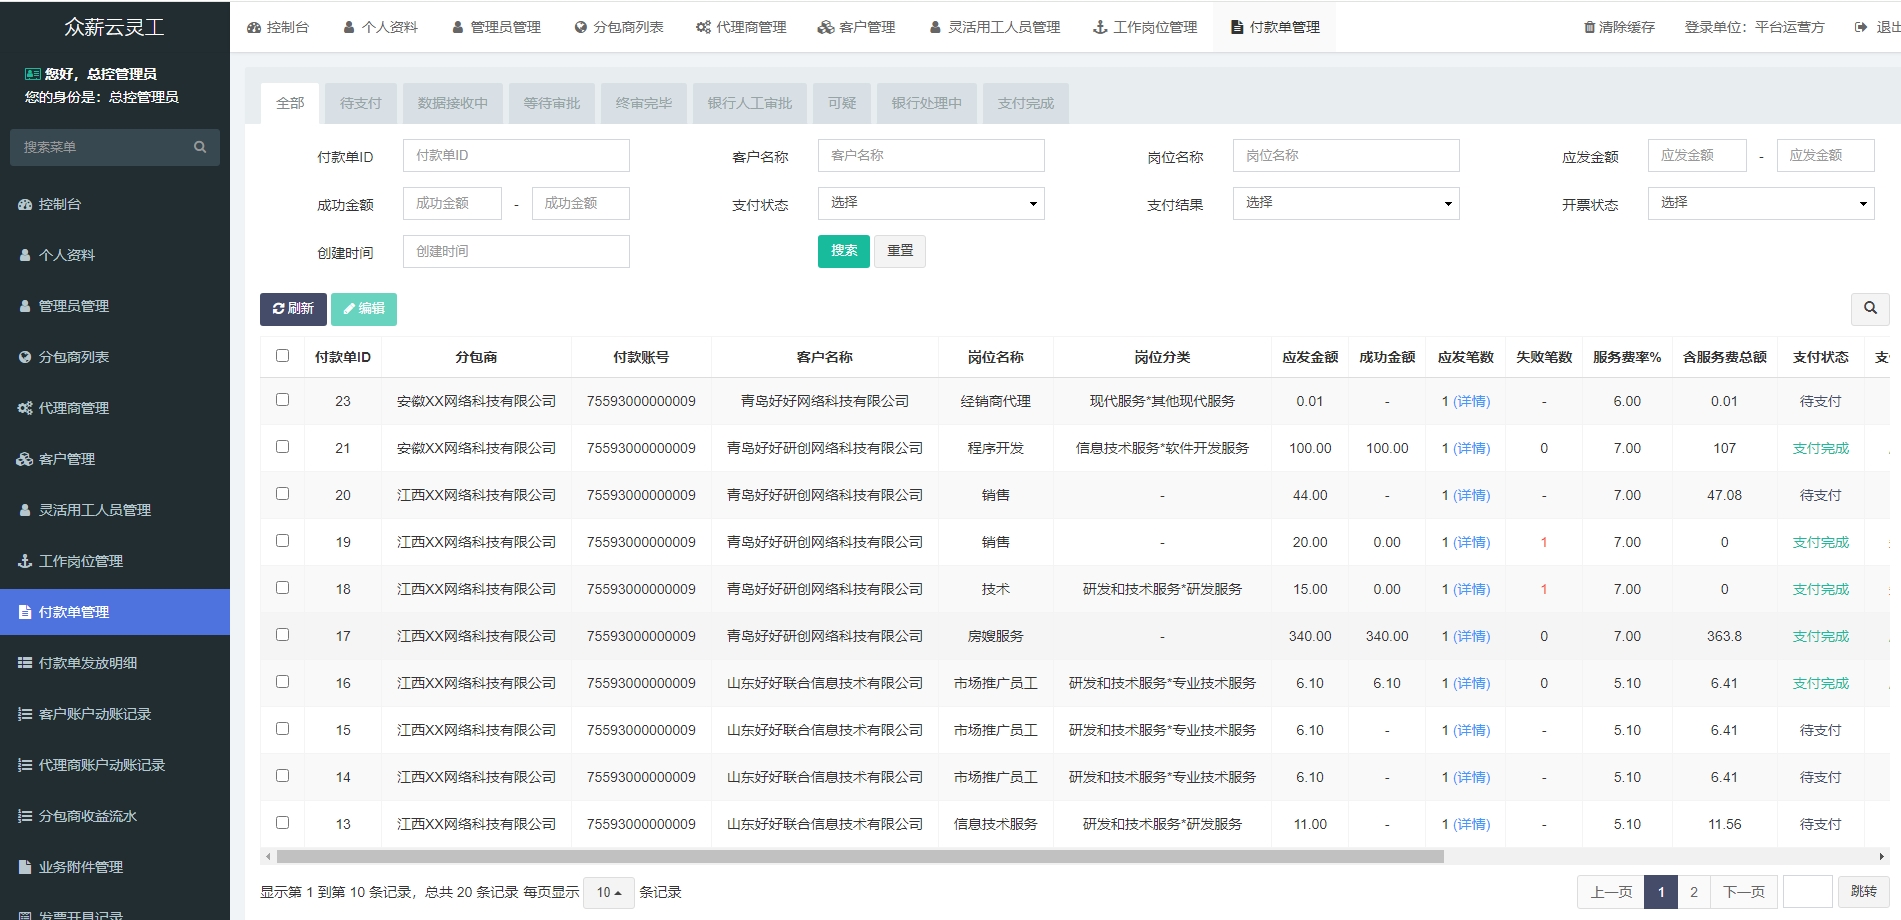 众薪云灵工
您好，总控管理员
您的身份是：总控管理员
搜索菜单
控制台
个人资料
管理员管理
分包商列表
代理商管理
客户管理
灵活用工人员管理
工作岗位管理
付款单管理
付款单发放明细
客户账户动账记录
代理商账户动账记录
分包商收益流水
业务附件管理
发票开具记录
控制台 个人资料 管理员管理 分包商列表 代理商管理 客户管理 灵活用工人员管理 工作岗位管理 付款单管理 清除缓存 登录单位：平台运营方 退出
全部 待支付 数据接收中 等待审批 终审完毕 银行人工审批 可疑 银行处理中 支付完成
付款单ID 付款单ID 客户名称 客户名称 岗位名称 岗位名称 应发金额 应发金额 - 应发金额
成功金额 成功金额 - 成功金额 支付状态 选择 支付结果 选择 开票状态 选择
创建时间 创建时间 搜索 重置
刷新 编辑
付款单ID 分包商 付款账号 客户名称 岗位名称 岗位分类 应发金额 成功金额 应发笔数 失败笔数 服务费率% 含服务费总额 支付状态 支
23 安徽XX网络科技有限公司 75593000000009 青岛好好网络科技有限公司 经销商代理 现代服务*其他现代服务 0.01 - 1 (详情) - 6.00 0.01 待支付
21 安徽XX网络科技有限公司 75593000000009 青岛好好研创网络科技有限公司 程序开发 信息技术服务*软件开发服务 100.00 100.00 1 (详情) 0 7.00 107 支付完成
20 江西XX网络科技有限公司 75593000000009 青岛好好研创网络科技有限公司 销售 - 44.00 - 1 (详情) - 7.00 47.08 待支付
19 江西XX网络科技有限公司 75593000000009 青岛好好研创网络科技有限公司 销售 - 20.00 0.00 1 (详情) 1 7.00 0 支付完成
18 江西XX网络科技有限公司 75593000000009 青岛好好研创网络科技有限公司 技术 研发和技术服务*研发服务 15.00 0.00 1 (详情) 1 7.00 0 支付完成
17 江西XX网络科技有限公司 75593000000009 青岛好好研创网络科技有限公司 房嫂服务 - 340.00 340.00 1 (详情) 0 7.00 363.8 支付完成
16 江西XX网络科技有限公司 75593000000009 山东好好联合信息技术有限公司 市场推广员工 研发和技术服务*专业技术服务 6.10 6.10 1 (详情) 0 5.10 6.41 支付完成
15 江西XX网络科技有限公司 75593000000009 山东好好联合信息技术有限公司 市场推广员工 研发和技术服务*专业技术服务 6.10 - 1 (详情) - 5.10 6.41 待支付
14 江西XX网络科技有限公司 75593000000009 山东好好联合信息技术有限公司 市场推广员工 研发和技术服务*专业技术服务 6.10 - 1 (详情) - 5.10 6.41 待支付
13 江西XX网络科技有限公司 75593000000009 山东好好联合信息技术有限公司 信息技术服务 研发和技术服务*研发服务 11.00 - 1 (详情) - 5.10 11.56 待支付
显示第 1 到第 10 条记录，总共 20 条记录 每页显示 10 条记录 上一页 1 2 下一页 跳转